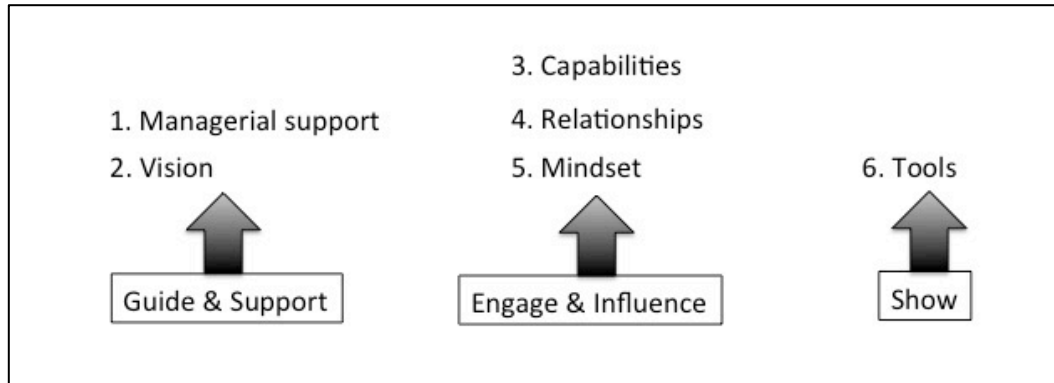 1. Managerial support
2. Vision
Guide & Support
3. Capabilities
4. Relationships
5. Mindset
Engage & Influence
6. Tools
Show